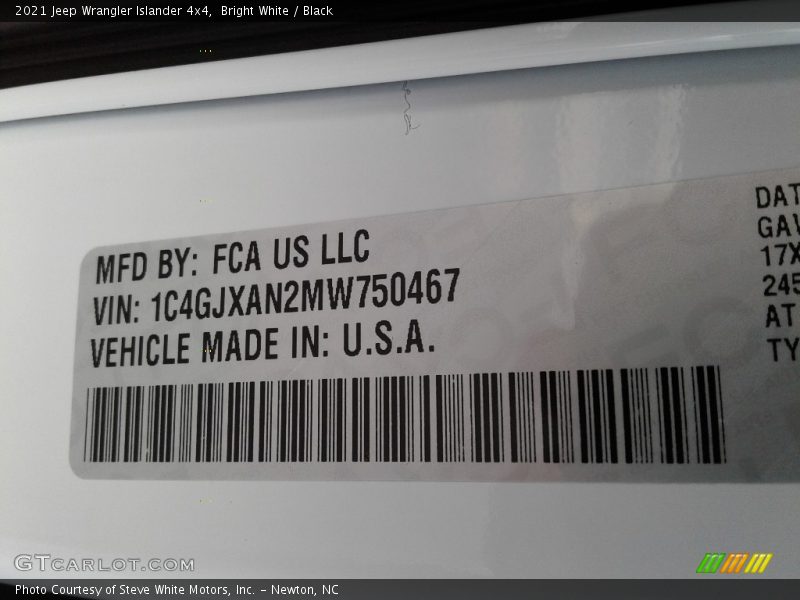 2021 Jeep Wrangler Islander 4x4, Bright White / Black
MFD BY: FCA US LLC
VIN: 1C4GJXAN2MW750467
VEHICLE MADE IN: U.S.A.
DAT
GAV
17X
245
AT
TY
GTCARLOT.COM
Photo Courtesy of Steve White Motors, Inc. – Newton, NC